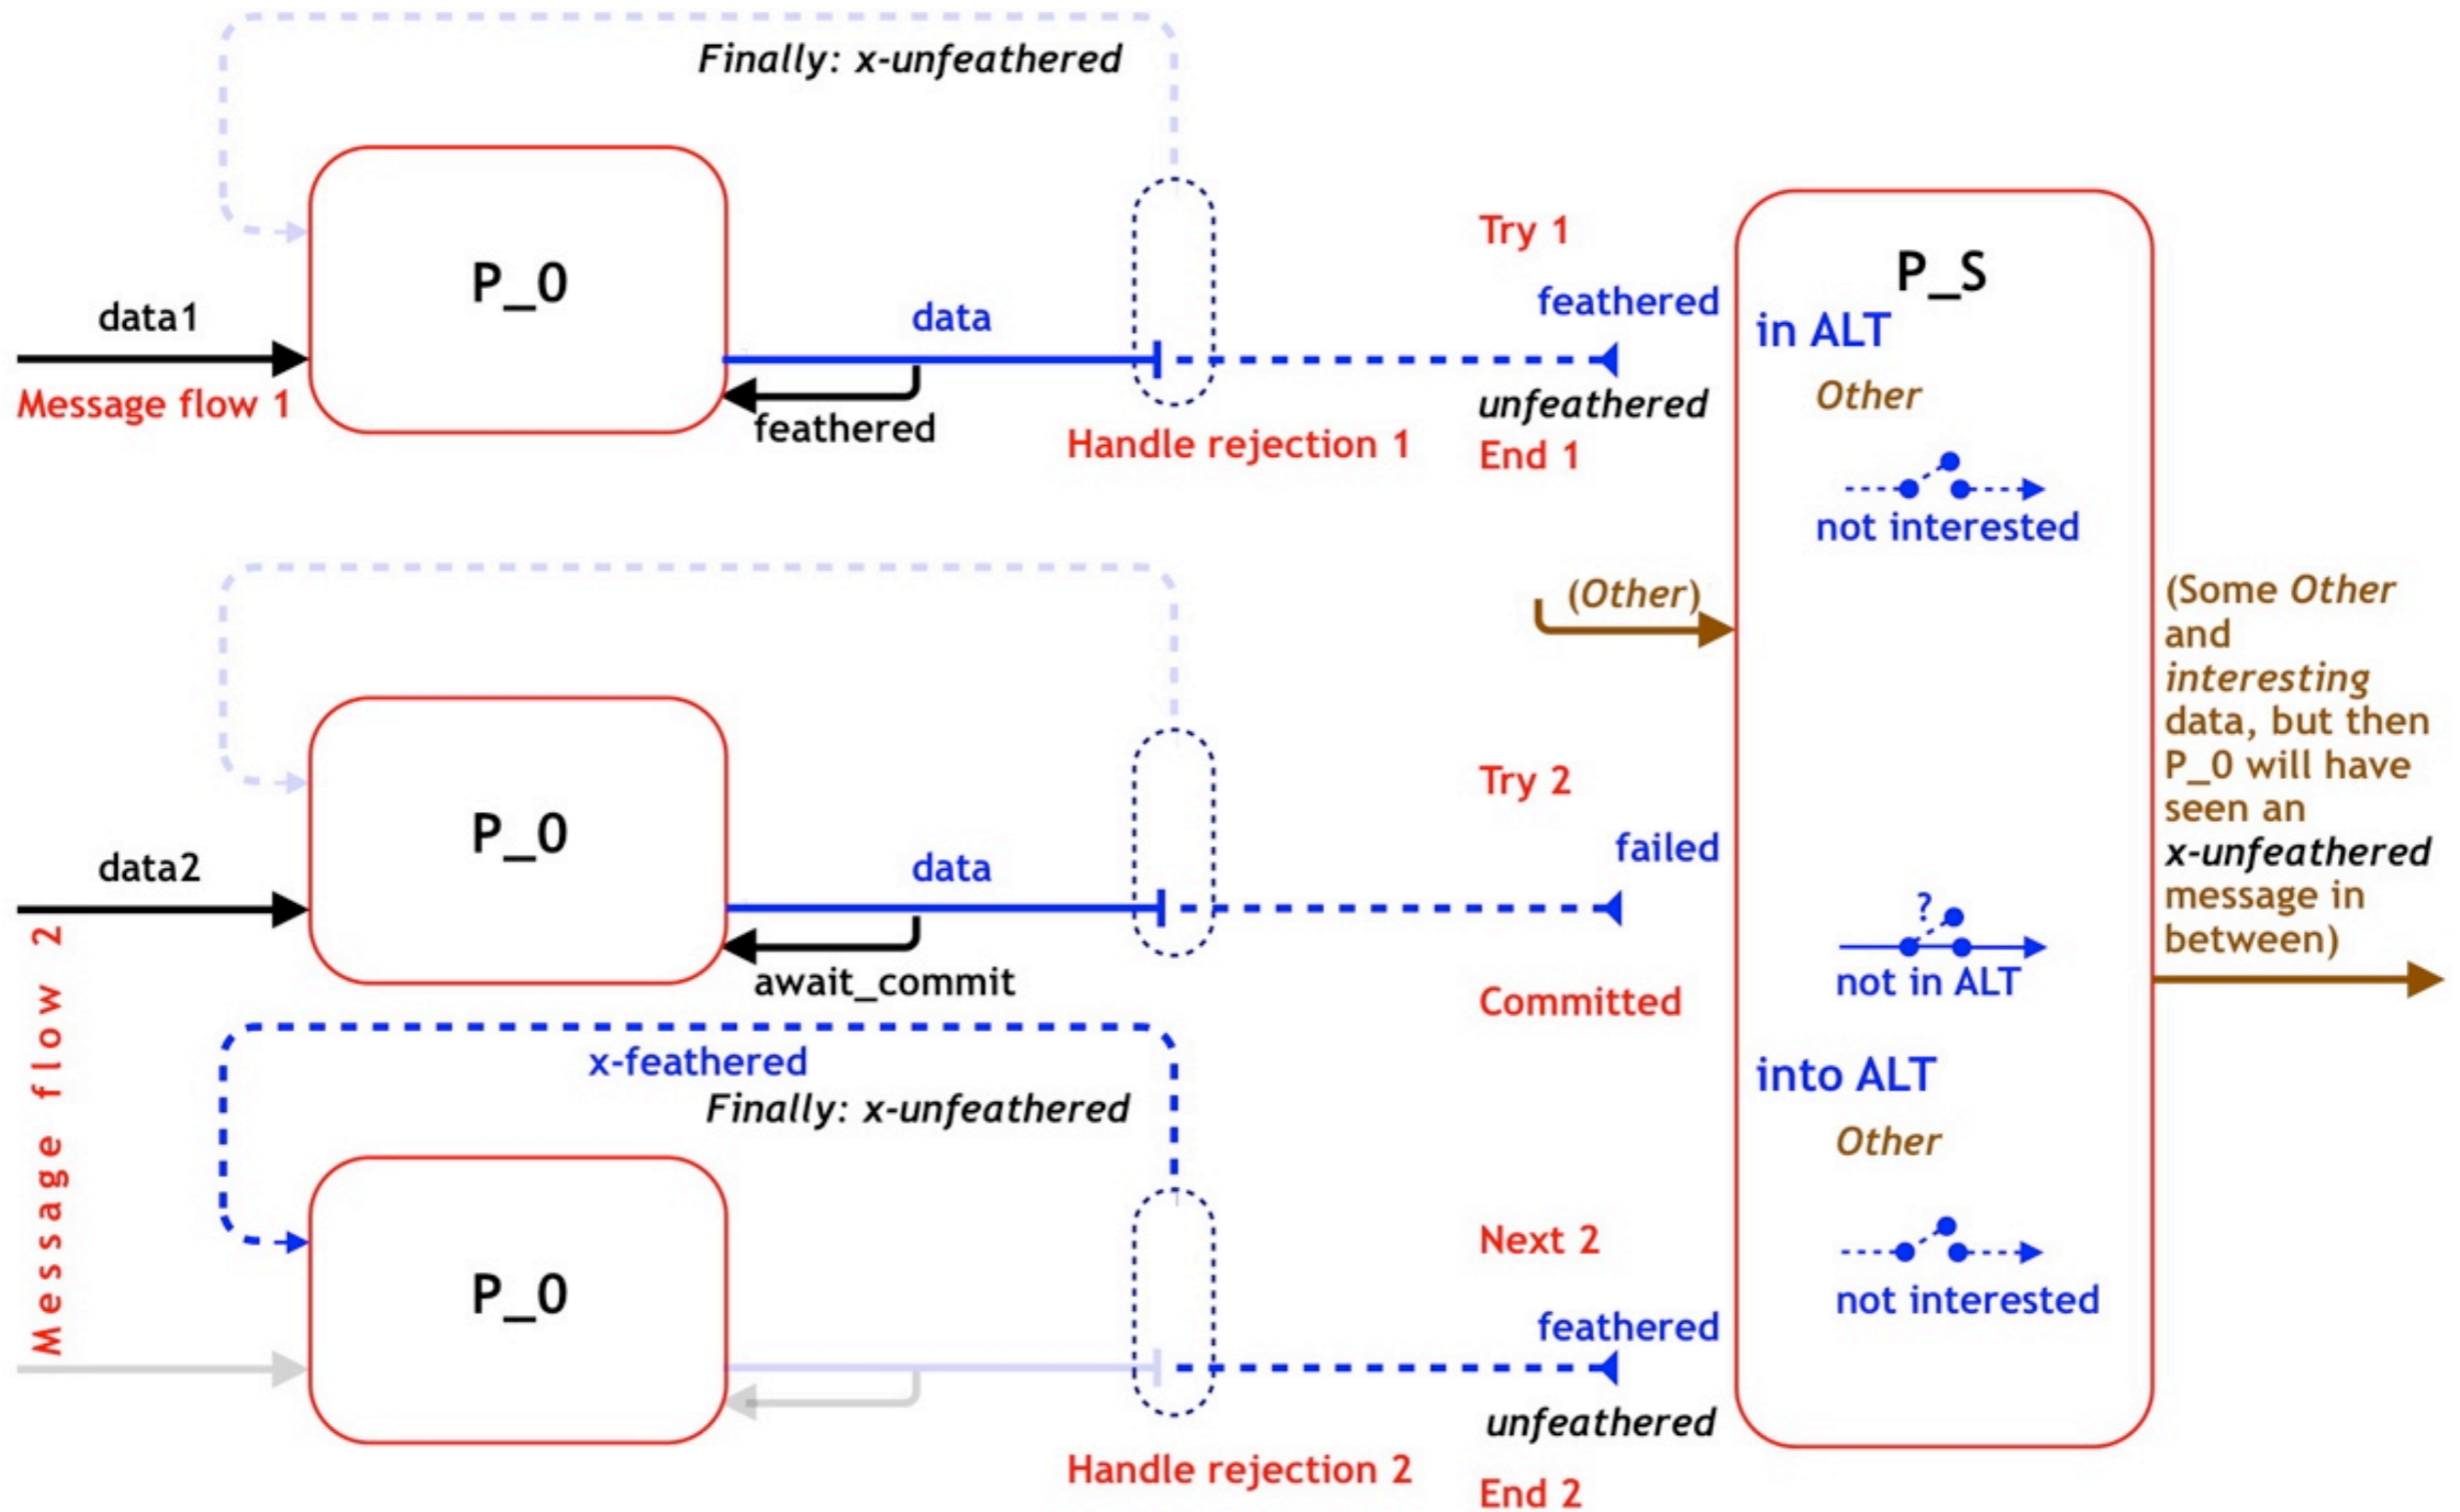 Finally: x-unfeathered
P_0
data1
Message flow 1
data
feathered
Handle rejection 1
Try 1
feathered
unfeathered
End 1
P_S
in ALT
Other
not interested
(Other)
(Some Other
and
interesting
data, but then
P_0 will have
seen an
x-unfeathered
message in
between)
P_0
data2
Message flow 2
data
await_commit
Try 2
failed
Committed
?
not in ALT
into ALT
Other
not interested
x-feathered
Finally: x-unfeathered
P_0
Next 2
feathered
unfeathered
Handle rejection 2
End 2